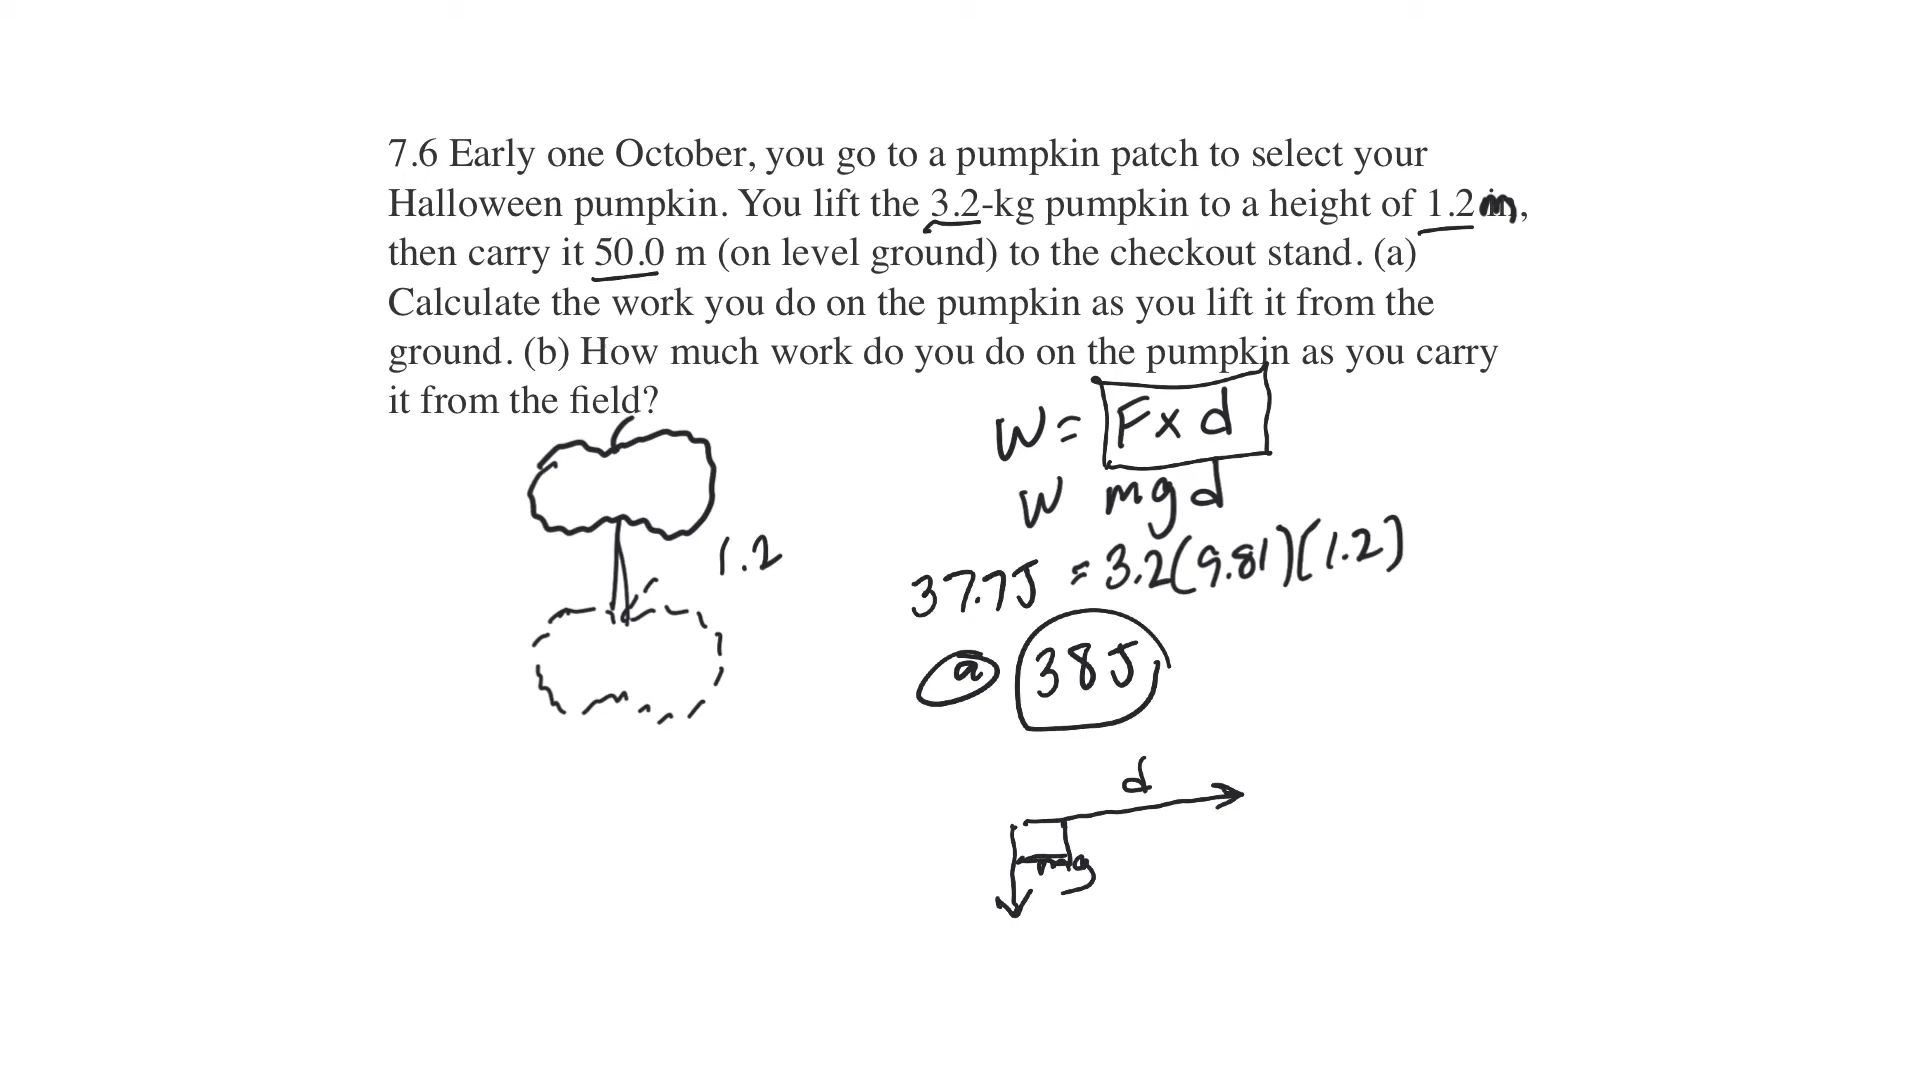 7.6 Early one October, you go to a pumpkin patch to select your
Halloween pumpkin. You lift the 3.2-kg pumpkin to a height of 1.2 m,
then carry it 50.0 m (on level ground) to the checkout stand. (a)
Calculate the work you do on the pumpkin as you lift it from the
ground. (b) How much work do you do on the pumpkin as you carry
it from the field?
W = F x d
W mgd
1.2
37.7J = 3.2(9.81)(1.2)
a 38J
d
mg